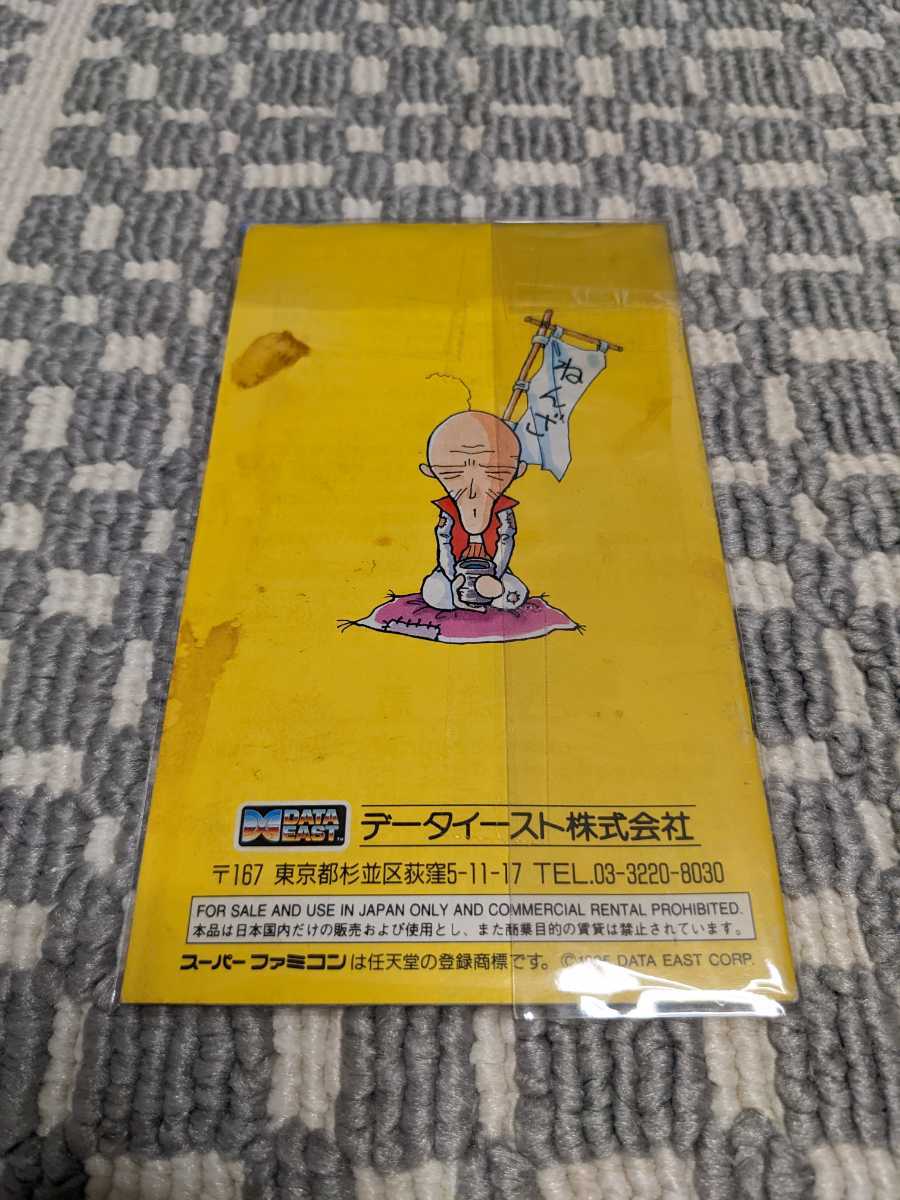 ねんざ
DATA EAST™
データイースト株式会社
〒167 東京都杉並区荻窪5-11-17 TEL.03-3220-8030
FOR SALE AND USE IN JAPAN ONLY AND COMMERCIAL RENTAL PROHIBITED.
本品は日本国内だけの販売および使用とし、また商業目的の賃貸は禁止されています。
スーパーファミコンは任天堂の登録商標です。 ©1995 DATA EAST CORP.